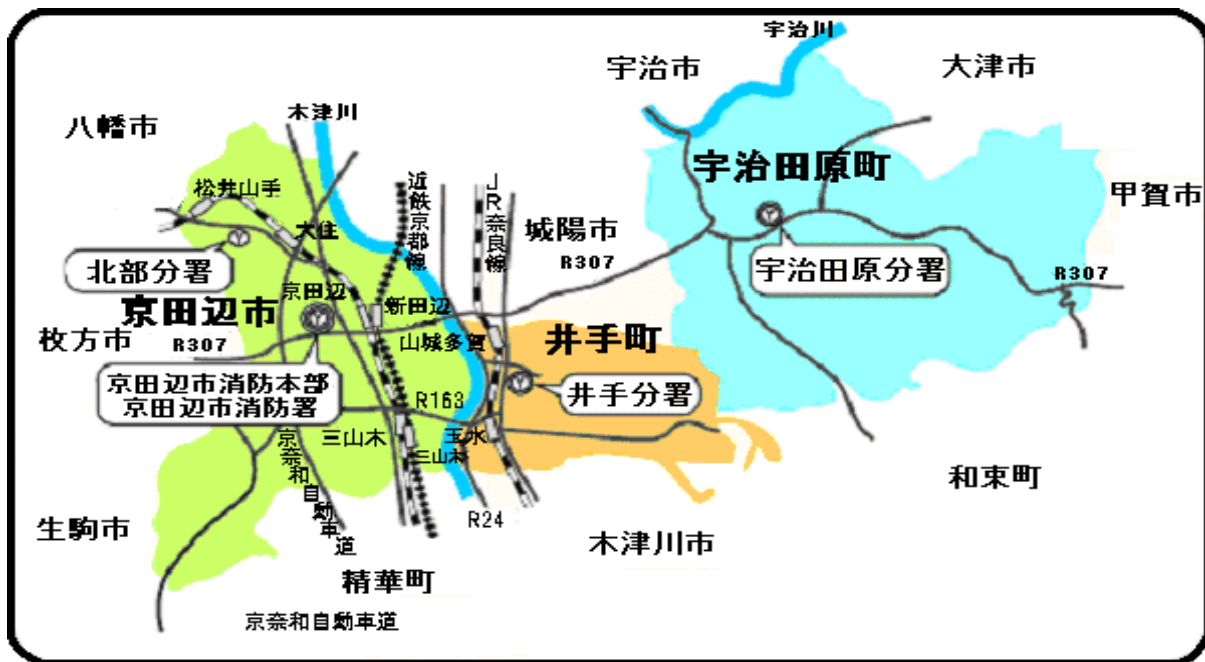 宇治川
宇治市
大津市
木津川
八幡市
宇治田原町
松井山手
近鉄京都線
JR奈良線
甲賀市
大住
城陽市
北部分署
R307
宇治田原分署
R307
京田辺
新田辺
京田辺市
枚方市
R307
山城多賀
井手町
京田辺市消防本部
京田辺市消防署
井手分署
R163
三山木
玉水
三山木
京奈和自動車道
和束町
生駒市
R24
木津川市
精華町
京奈和自動車道